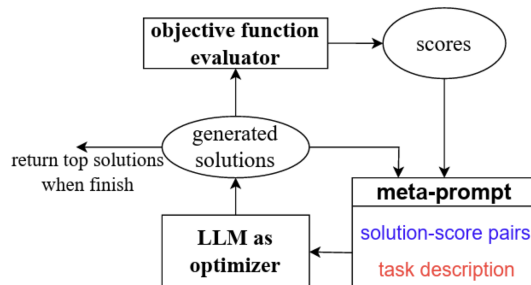 objective function
evaluator
scores
generated
solutions
return top solutions
when finish
meta-prompt
solution-score pairs
task description
LLM as
optimizer